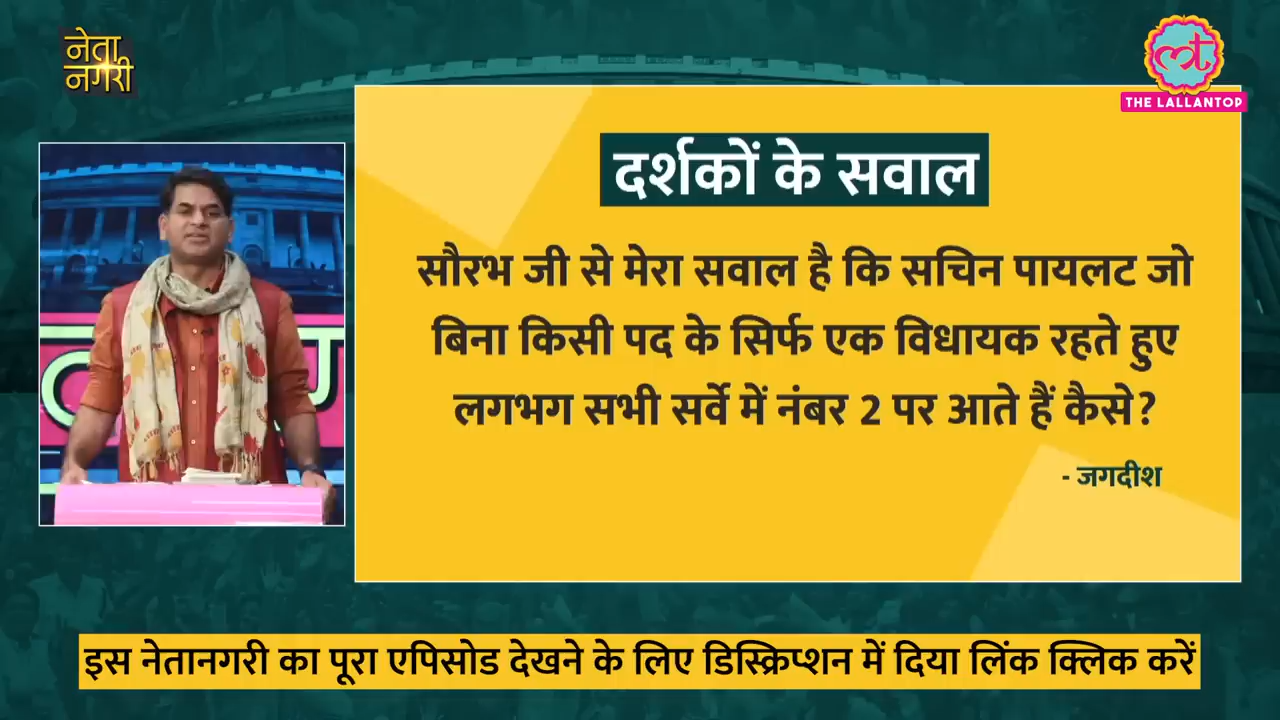 नेता
नगरी
THE LALLANTOP
दर्शकों के सवाल
सौरभ जी से मेरा सवाल है कि सचिन पायलट जो
बिना किसी पद के सिर्फ एक विधायक रहते हुए
लगभग सभी सर्वे में नंबर 2 पर आते हैं कैसे?
- जगदीश
इस नेतानगरी का पूरा एपिसोड देखने के लिए डिस्क्रिप्शन में दिया लिंक क्लिक करें